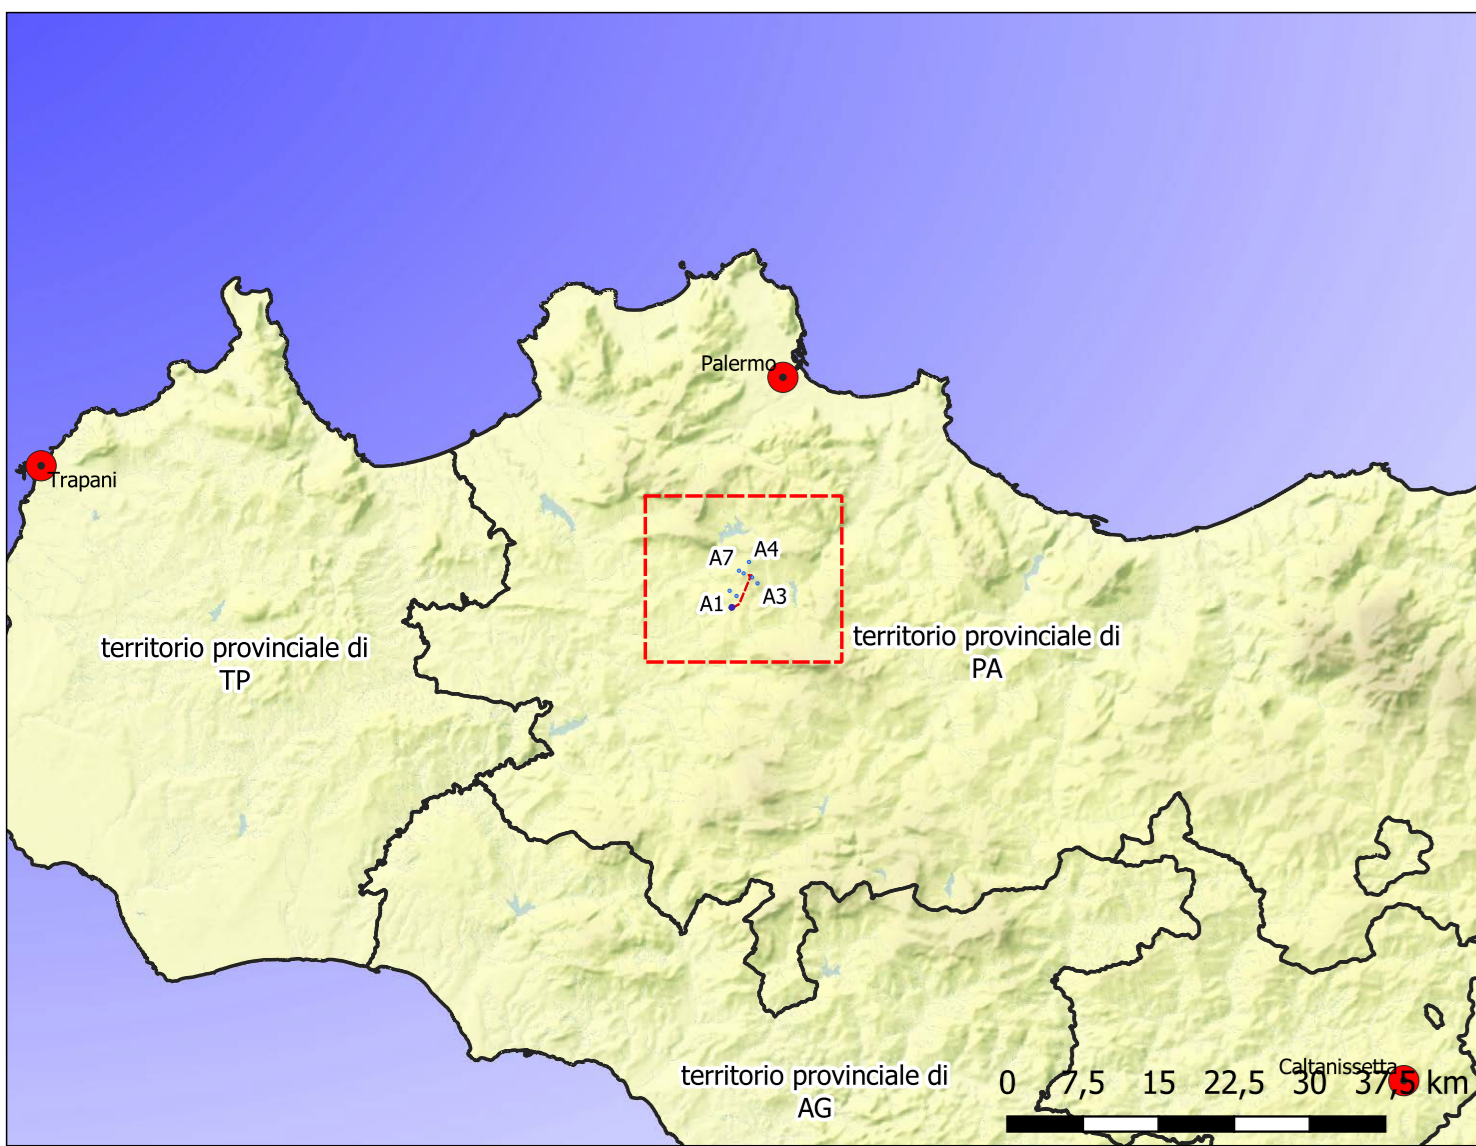 Palermo
Trapani
A4
A7
A3
A1
territorio provinciale di
TP
territorio provinciale di
PA
territorio provinciale di
AG
Caltanissetta
0 7,5 15 22,5 30 37,5 km